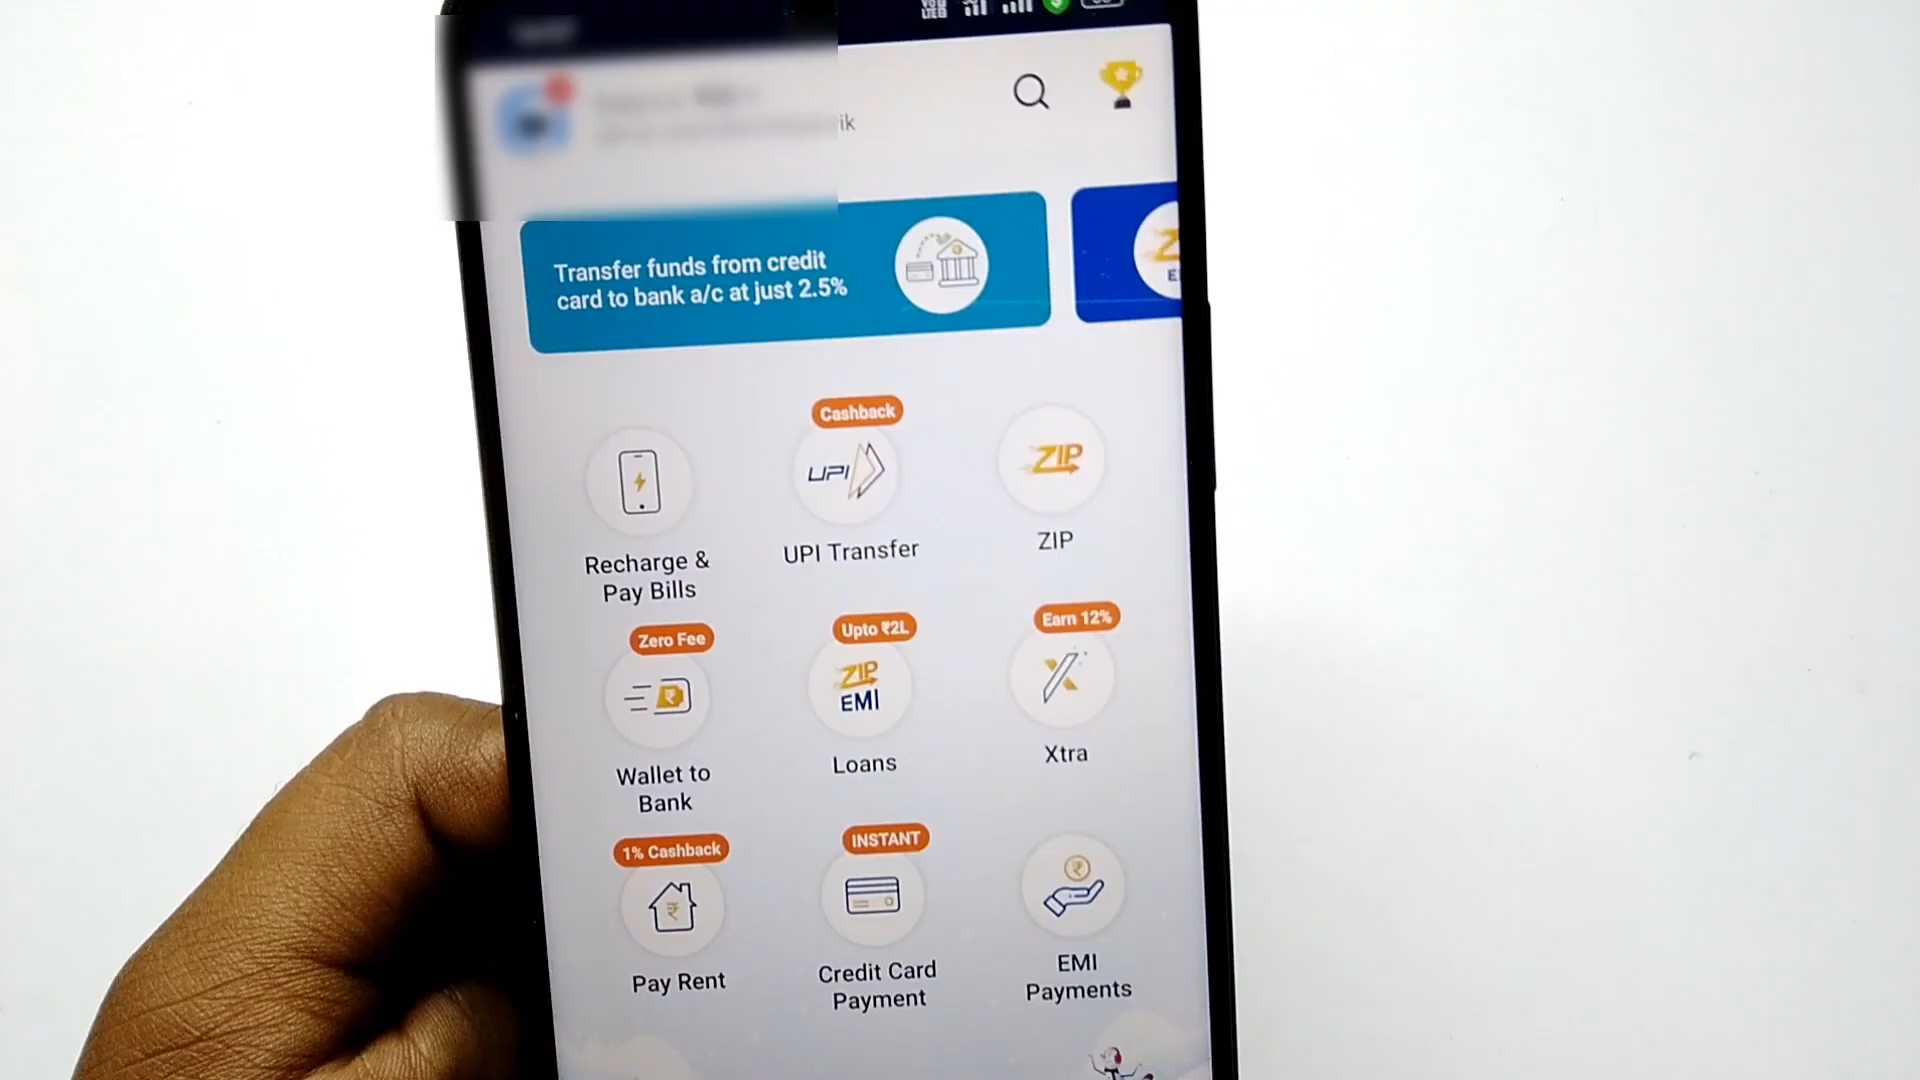 VoLTE
ik
Transfer funds from credit
card to bank a/c at just 2.5%
Z
E
Cashback
UPI
ZIP
Recharge &
Pay Bills
UPI Transfer
ZIP
Zero Fee
Upto ₹2L
Earn 12%
₹
ZIP
EMI
X
Wallet to
Bank
Loans
Xtra
1% Cashback
INSTANT
₹
₹
Pay Rent
Credit Card
Payment
EMI
Payments